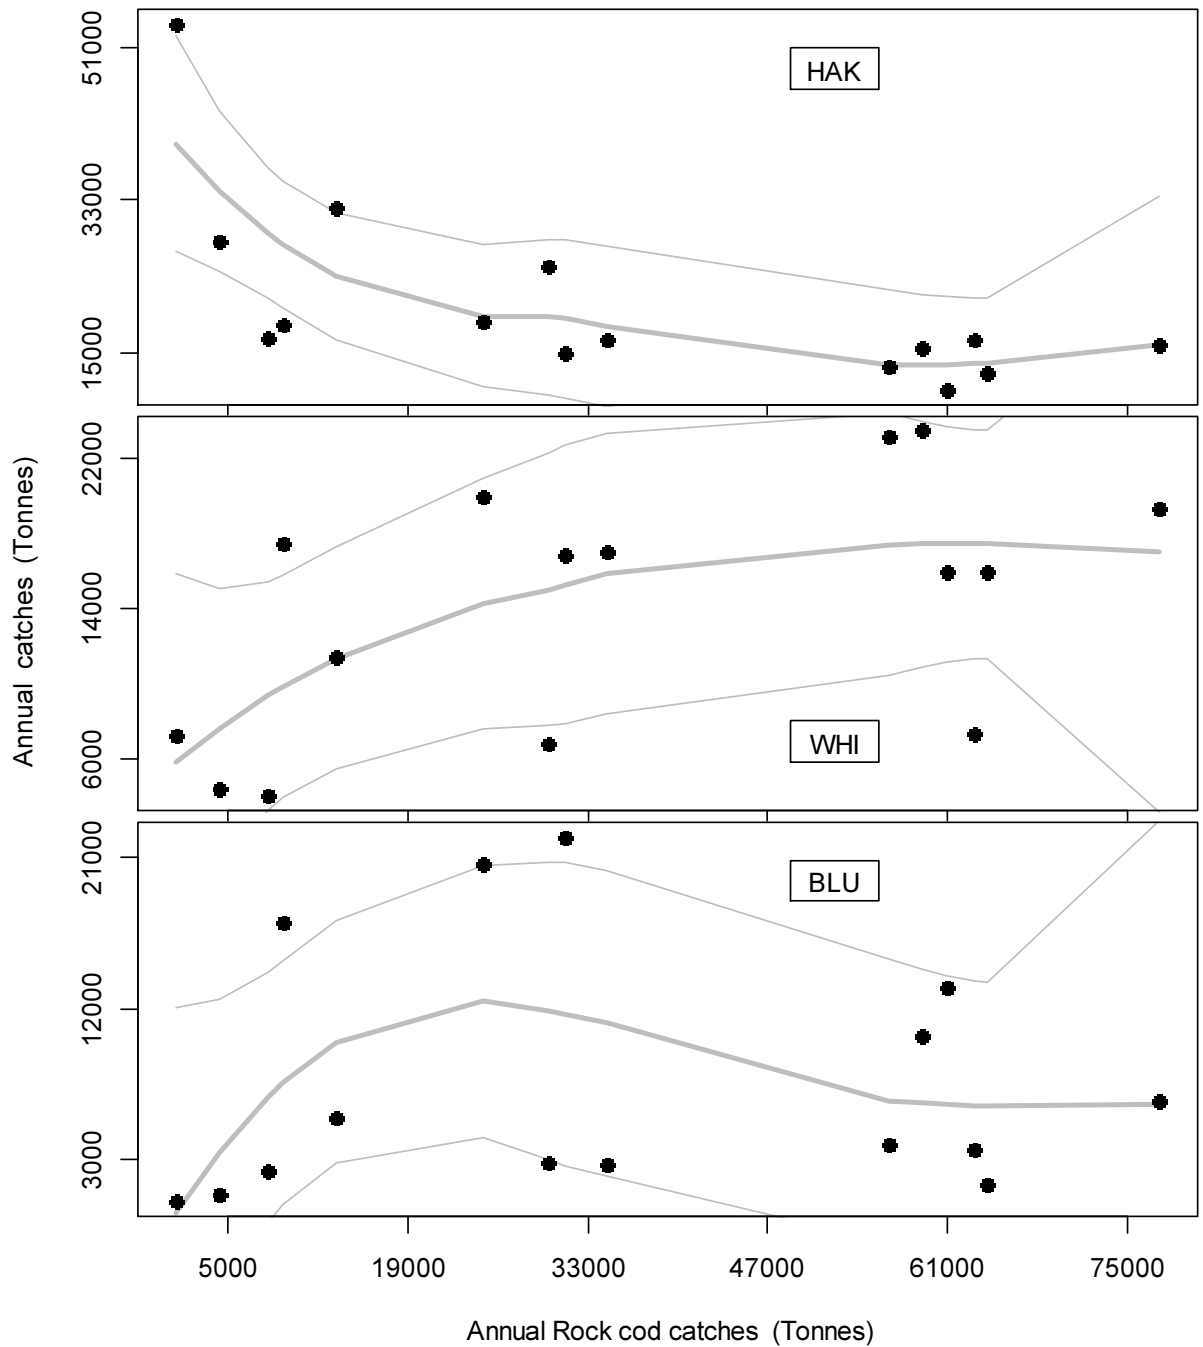 HAK
51000
33000
15000
WHI
22000
14000
6000
BLU
21000
12000
3000
Annual catches (Tonnes)
5000 19000 33000 47000 61000 75000
Annual Rock cod catches (Tonnes)